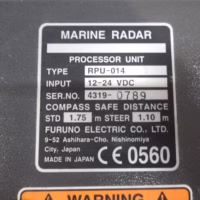 MARINE RADAR
PROCESSOR UNIT
TYPE RPU-014
INPUT 12-24 VDC
SER.NO. 4319-0789
COMPASS SAFE DISTANCE
STD 1.75 m STEER 1.10 m
FURUNO ELECTRIC CO., LTD.
9-52 Ashihara-Cho, Nishinomiya
City, Japan
MADE IN JAPAN CE0560
WARNING